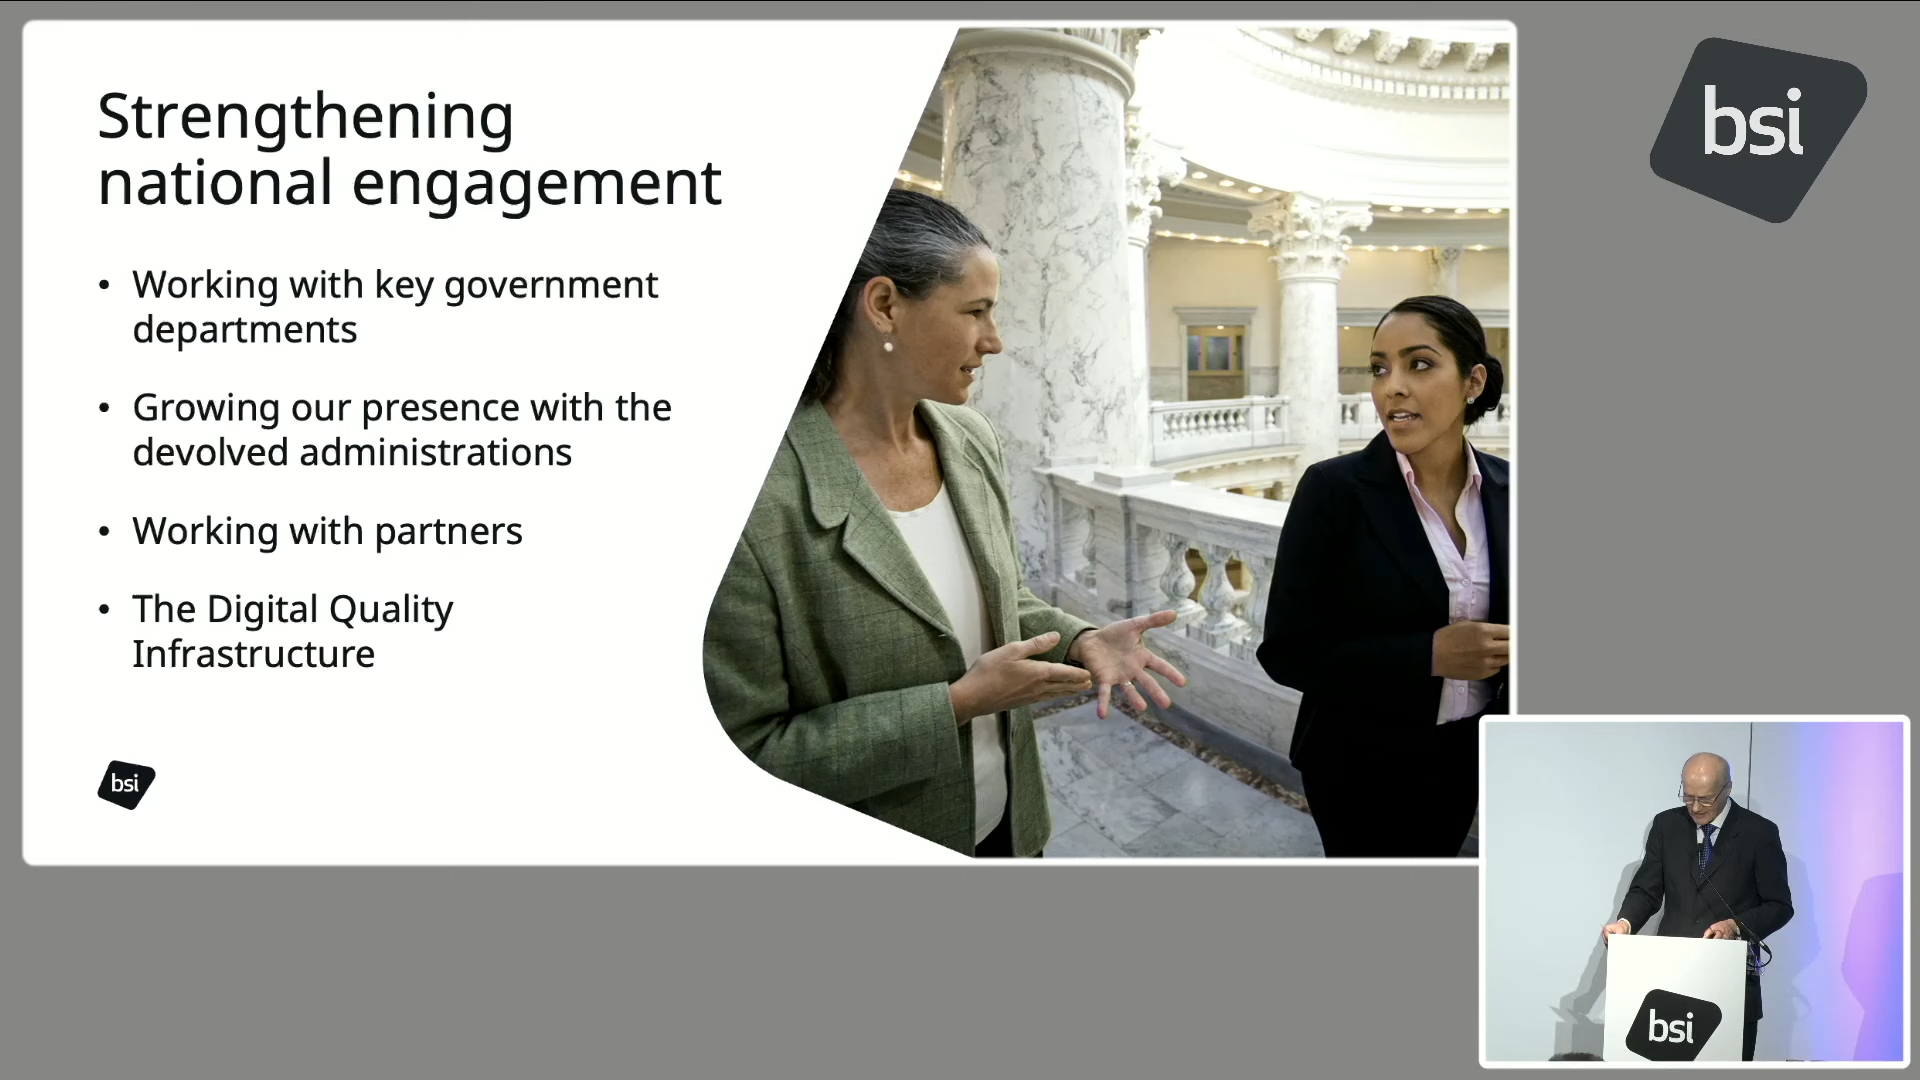 Strengthening
national engagement
• Working with key government
departments
• Growing our presence with the
devolved administrations
• Working with partners
• The Digital Quality
Infrastructure
bsi
bsi
bsi